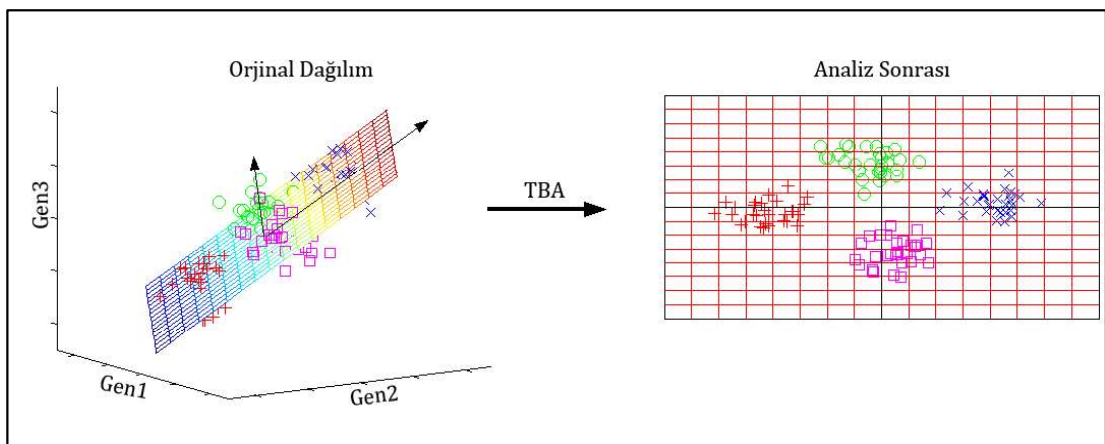 Orjinal Dağılım
Analiz Sonrası
Gen3
TBA
Gen1
Gen2